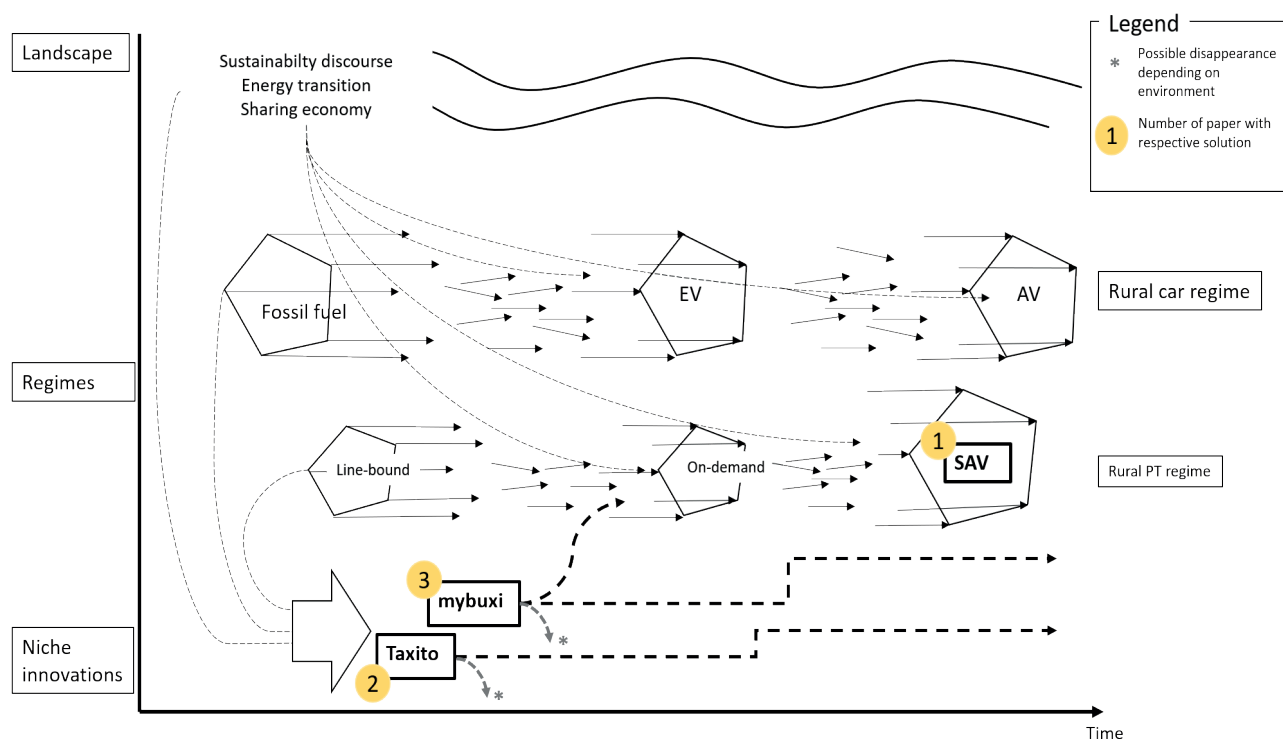 Landscape
Sustainabilty discourse
Energy transition
Sharing economy
Legend
*
Possible disappearance
depending on
environment
1
Number of paper with
respective solution
Fossil fuel
EV
AV
Rural car regime
Regimes
Line-bound
On-demand
1
SAV
Rural PT regime
3
mybuxi
*
Niche
innovations
Taxito
2
*
Time